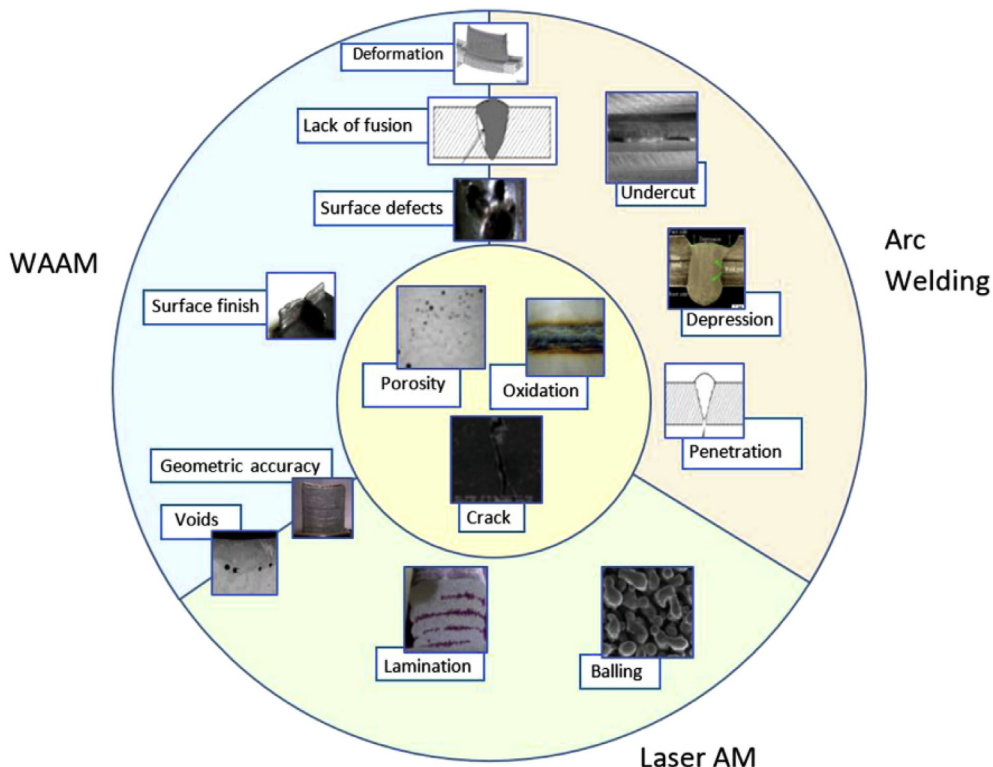 Deformation
Lack of fusion
Undercut
Surface defects
WAAM
Arc
Welding
Surface finish
Depression
Porosity
Oxidation
Penetration
Geometric accuracy
Voids
Crack
Lamination
Balling
Laser AM